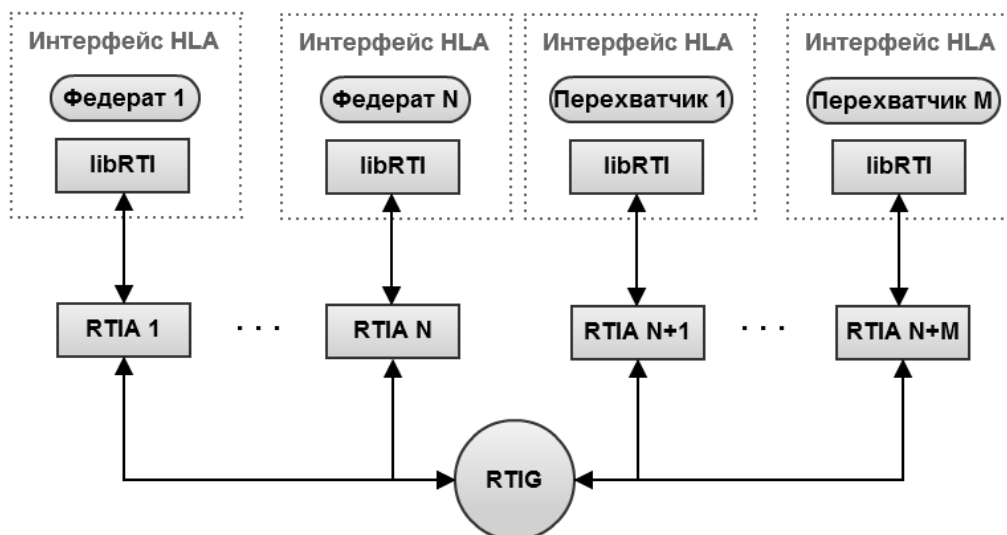 Интерфейс HLA
Интерфейс HLA
Интерфейс HLA
Интерфейс HLA
Федерат 1
Федерат N
Перехватчик 1
Перехватчик M
libRTI
libRTI
libRTI
libRTI
RTIA 1
. . .
RTIA N
RTIA N+1
. . .
RTIA N+M
RTIG